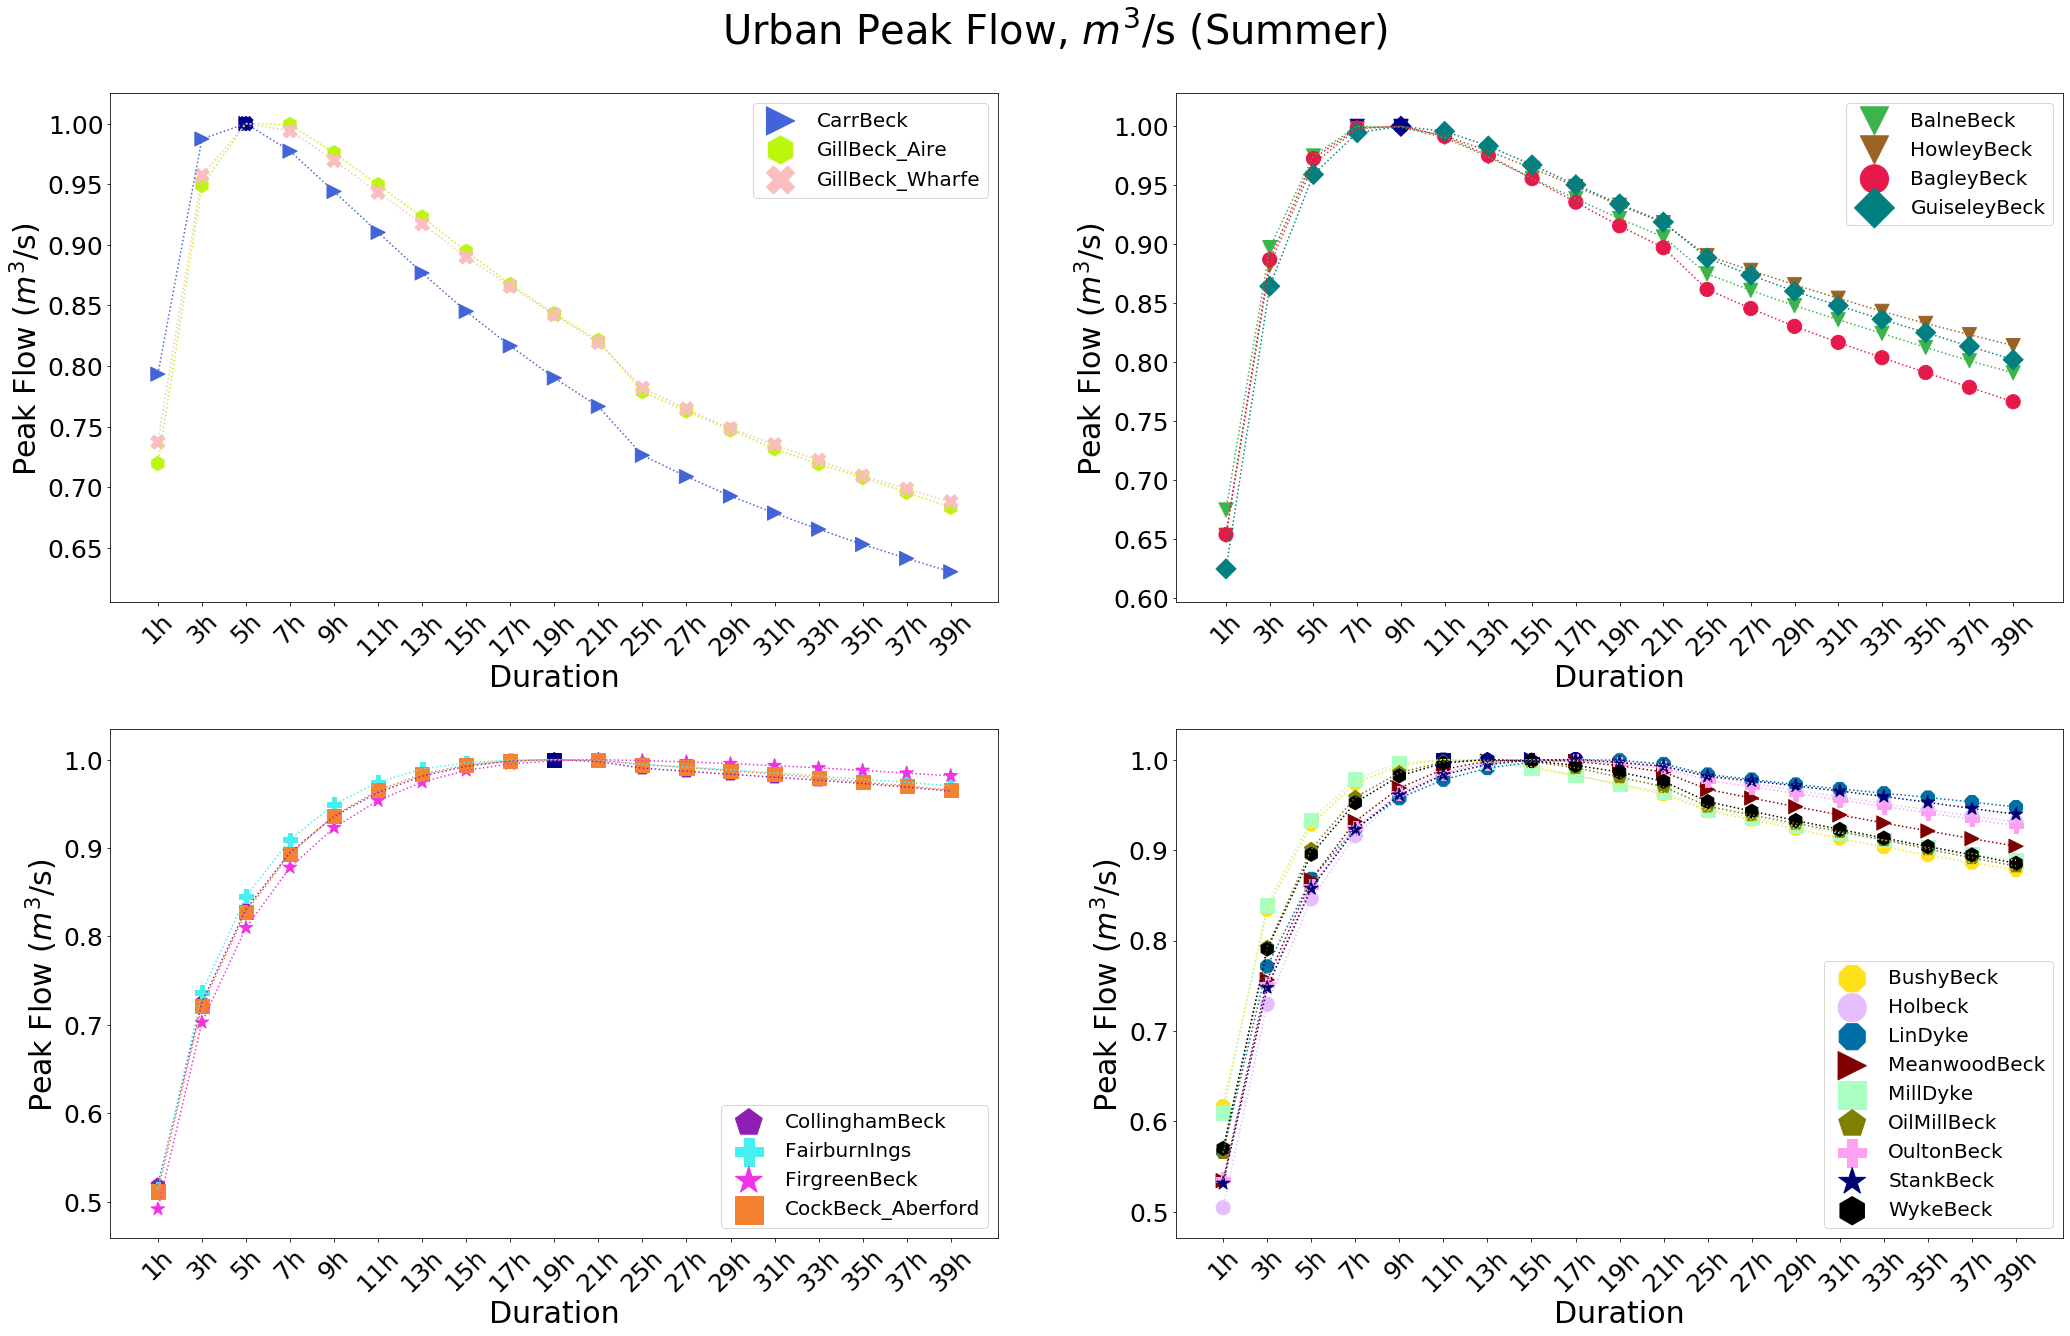 Urban Peak Flow, m³/s (Summer)
Peak Flow (m³/s)
1.00
0.95
0.90
0.85
0.80
0.75
0.70
0.65
CarrBeck
GillBeck_Aire
GillBeck_Wharfe
1h 3h 5h 7h 9h 11h 13h 15h 17h 19h 21h 25h 27h 29h 31h 33h 35h 37h 39h
Duration
Peak Flow (m³/s)
1.00
0.95
0.90
0.85
0.80
0.75
0.70
0.65
0.60
BalneBeck
HowleyBeck
BagleyBeck
GuiseleyBeck
1h 3h 5h 7h 9h 11h 13h 15h 17h 19h 21h 25h 27h 29h 31h 33h 35h 37h 39h
Duration
Peak Flow (m³/s)
1.0
0.9
0.8
0.7
0.6
0.5
CollinghamBeck
FairburnIngs
FirgreenBeck
CockBeck_Aberford
1h 3h 5h 7h 9h 11h 13h 15h 17h 19h 21h 25h 27h 29h 31h 33h 35h 37h 39h
Duration
Peak Flow (m³/s)
1.0
0.9
0.8
0.7
0.6
0.5
BushyBeck
Holbeck
LinDyke
MeanwoodBeck
MillDyke
OilMillBeck
OultonBeck
StankBeck
WykeBeck
1h 3h 5h 7h 9h 11h 13h 15h 17h 19h 21h 25h 27h 29h 31h 33h 35h 37h 39h
Duration